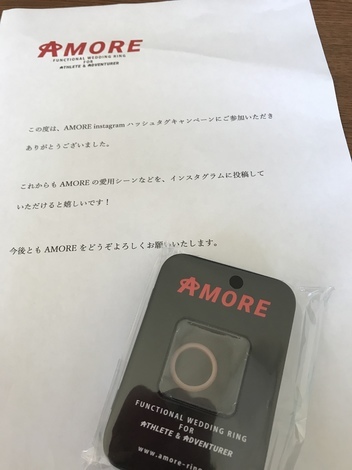 AMORE
FUNCTIONAL WEDDING RING
FOR
ATHLETE & ADVENTURER
この度は、AMORE instagram ハッシュタグキャンペーンにご参加いただき
ありがとうございました。
これからも AMORE の愛用シーンなどを、インスタグラムに投稿して
いただけると嬉しいです！
今後とも AMORE をどうぞよろしくお願いいたします。
AMORE
FUNCTIONAL WEDDING RING
FOR
ATHLETE & ADVENTURER
www.amore-ring